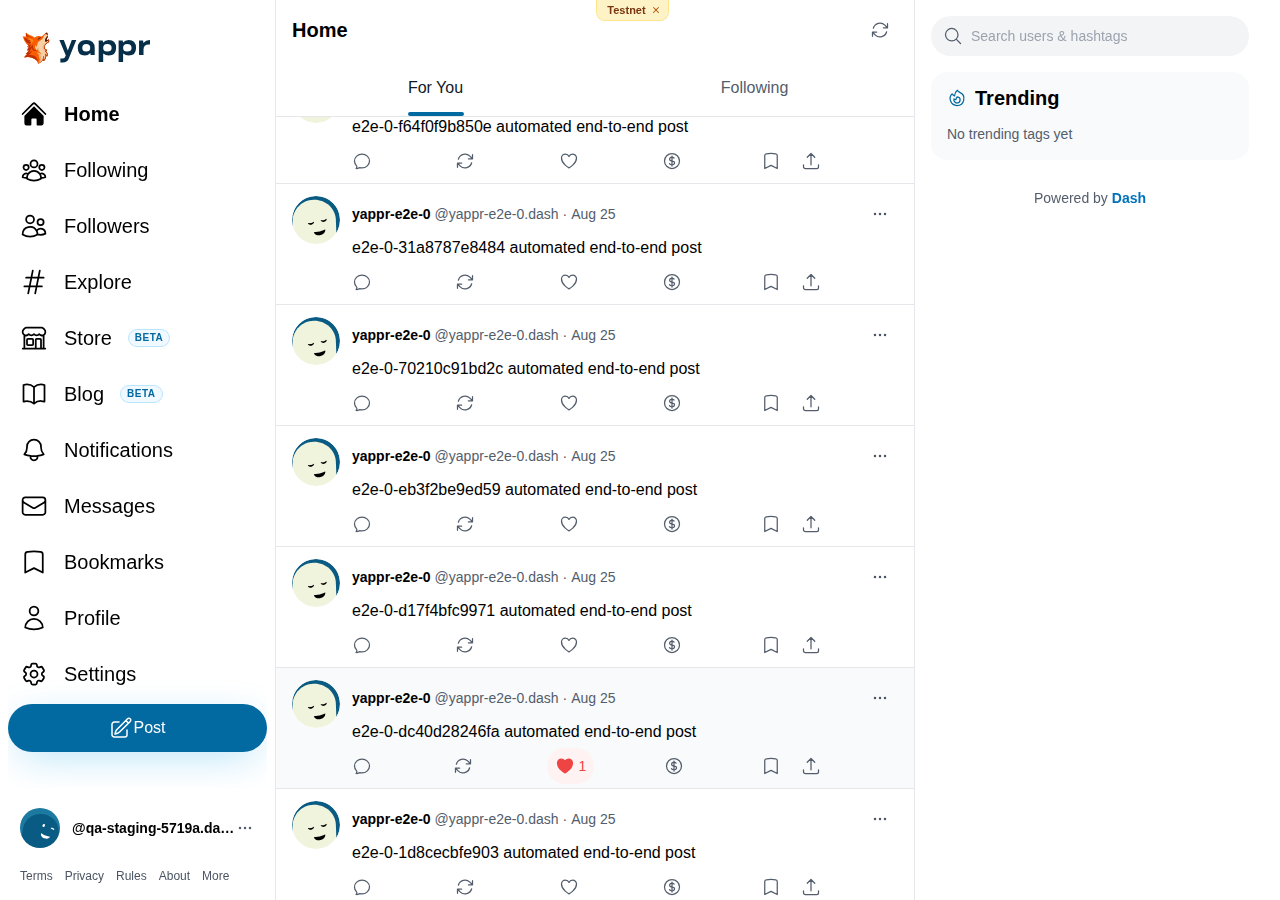 yappr
Home
Following
Followers
Explore
Store BETA
Blog BETA
Notifications
Messages
Bookmarks
Profile
Settings
Post
@qa-staging-5719a.da...
Terms Privacy Rules About More
Testnet
Home
For You Following
e2e-0-f64f0f9b850e automated end-to-end post
yappr-e2e-0 @yappr-e2e-0.dash · Aug 25
e2e-0-31a8787e8484 automated end-to-end post
yappr-e2e-0 @yappr-e2e-0.dash · Aug 25
e2e-0-70210c91bd2c automated end-to-end post
yappr-e2e-0 @yappr-e2e-0.dash · Aug 25
e2e-0-eb3f2be9ed59 automated end-to-end post
yappr-e2e-0 @yappr-e2e-0.dash · Aug 25
e2e-0-d17f4bfc9971 automated end-to-end post
yappr-e2e-0 @yappr-e2e-0.dash · Aug 25
e2e-0-dc40d28246fa automated end-to-end post
1
yappr-e2e-0 @yappr-e2e-0.dash · Aug 25
e2e-0-1d8cecbfe903 automated end-to-end post
Search users & hashtags
Trending
No trending tags yet
Powered by Dash